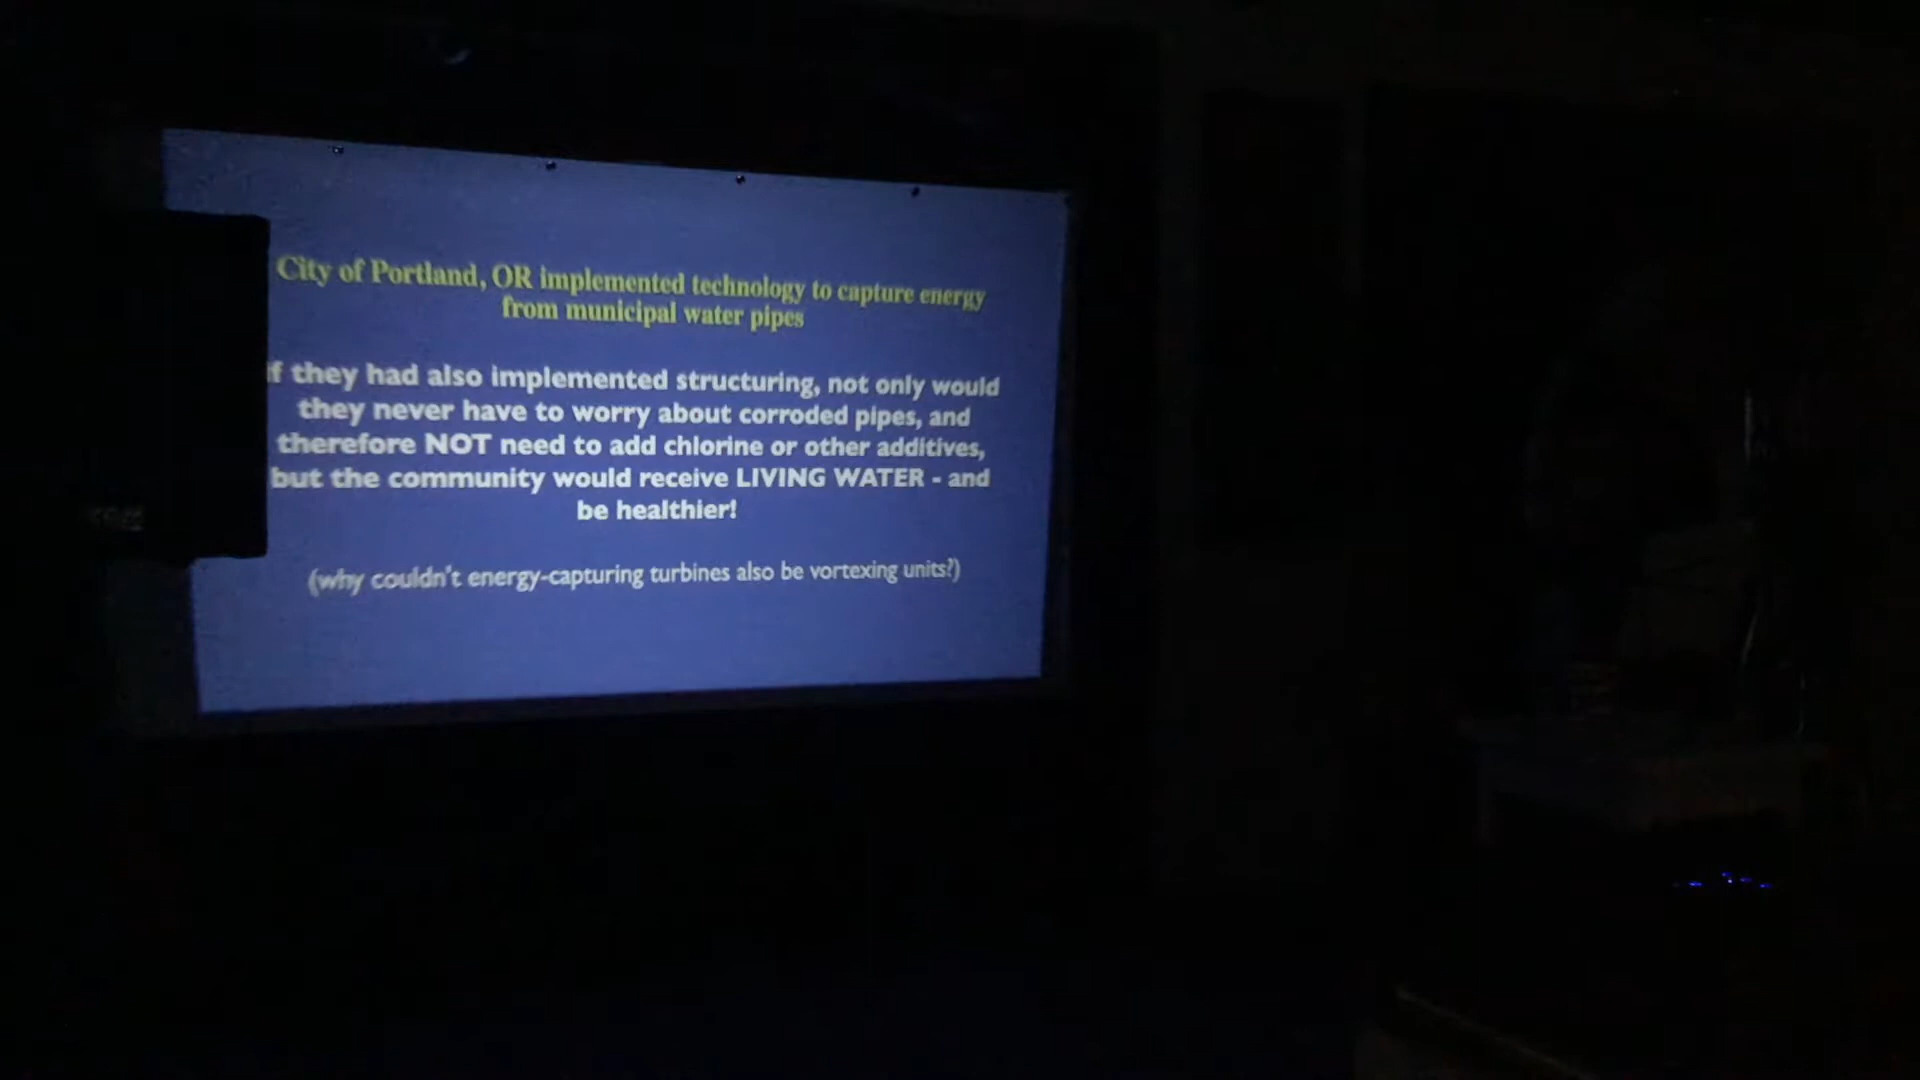 City of Portland, OR implemented technology to capture energy
from municipal water pipes
if they had also implemented structuring, not only would
they never have to worry about corroded pipes, and
therefore NOT need to add chlorine or other additives,
but the community would receive LIVING WATER - and
be healthier!
(why couldn't energy-capturing turbines also be vortexing units?)